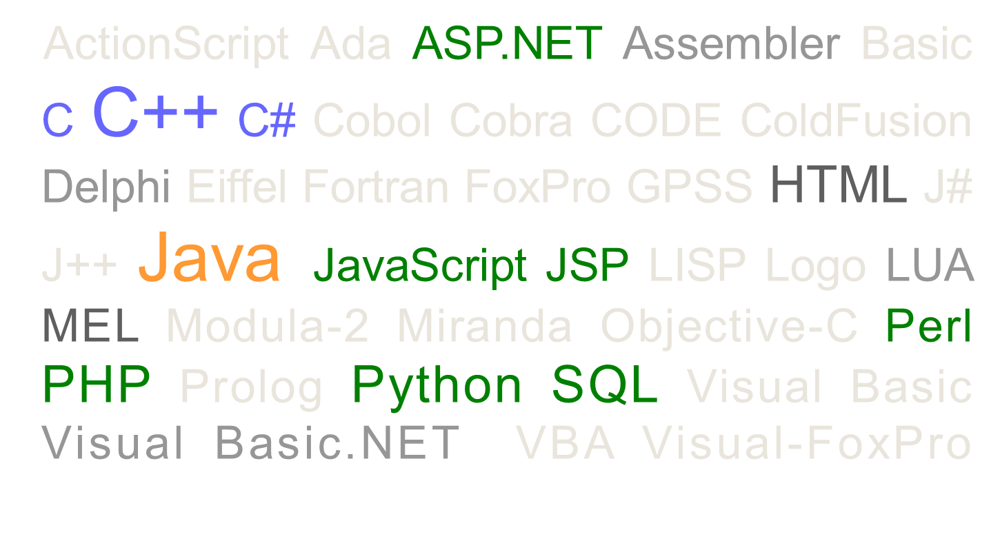 ActionScript Ada ASP.NET Assembler Basic
C C++ C# Cobol Cobra CODE ColdFusion
Delphi Eiffel Fortran FoxPro GPSS HTML J#
J++ Java JavaScript JSP LISP Logo LUA
MEL Modula-2 Miranda Objective-C Perl
PHP Prolog Python SQL Visual Basic
Visual Basic.NET VBA Visual-FoxPro